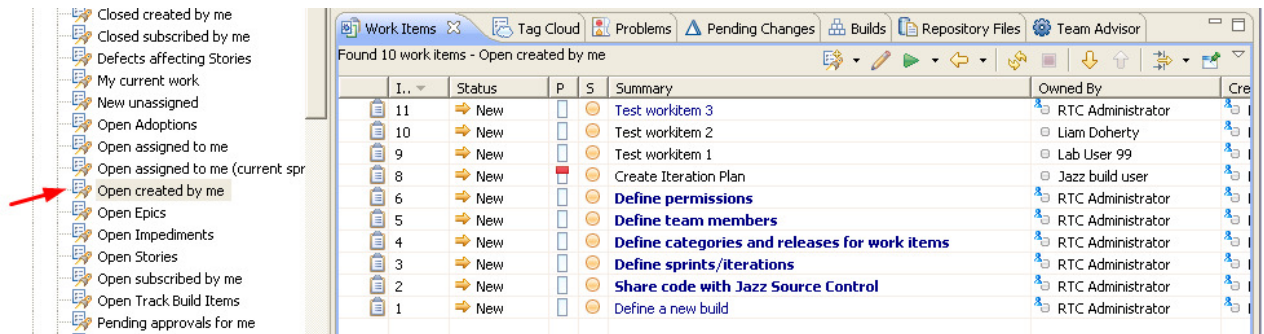 Closed created by me
Closed subscribed by me
Defects affecting Stories
My current work
New unassigned
Open Adoptions
Open assigned to me
Open assigned to me (current spr
Open created by me
Open Epics
Open Impediments
Open Stories
Open subscribed by me
Open Track Build Items
Pending approvals for me
Work Items Tag Cloud Problems Pending Changes Builds Repository Files Team Advisor
Found 10 work items - Open created by me
I.. Status P S Summary Owned By Cre
11 New Test workitem 3 RTC Administrator
10 New Test workitem 2 Liam Doherty
9 New Test workitem 1 Lab User 99
8 New Create Iteration Plan Jazz build user
6 New Define permissions RTC Administrator
5 New Define team members RTC Administrator
4 New Define categories and releases for work items RTC Administrator
3 New Define sprints/iterations RTC Administrator
2 New Share code with Jazz Source Control RTC Administrator
1 New Define a new build RTC Administrator